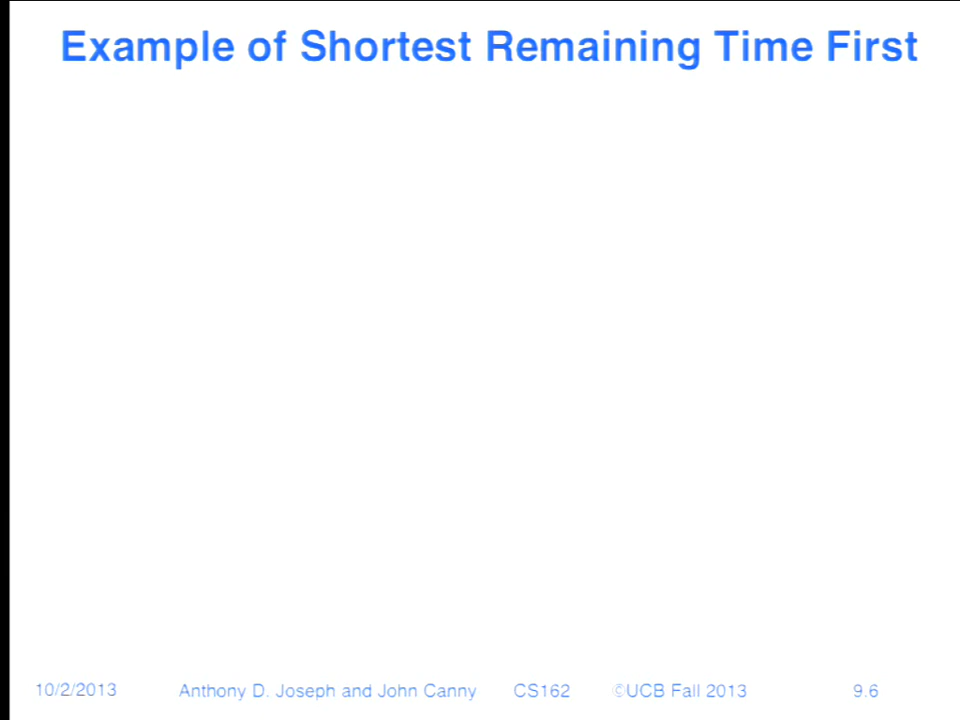 Example of Shortest Remaining Time First
10/2/2013 Anthony D. Joseph and John Canny CS162 ©UCB Fall 2013 9.6